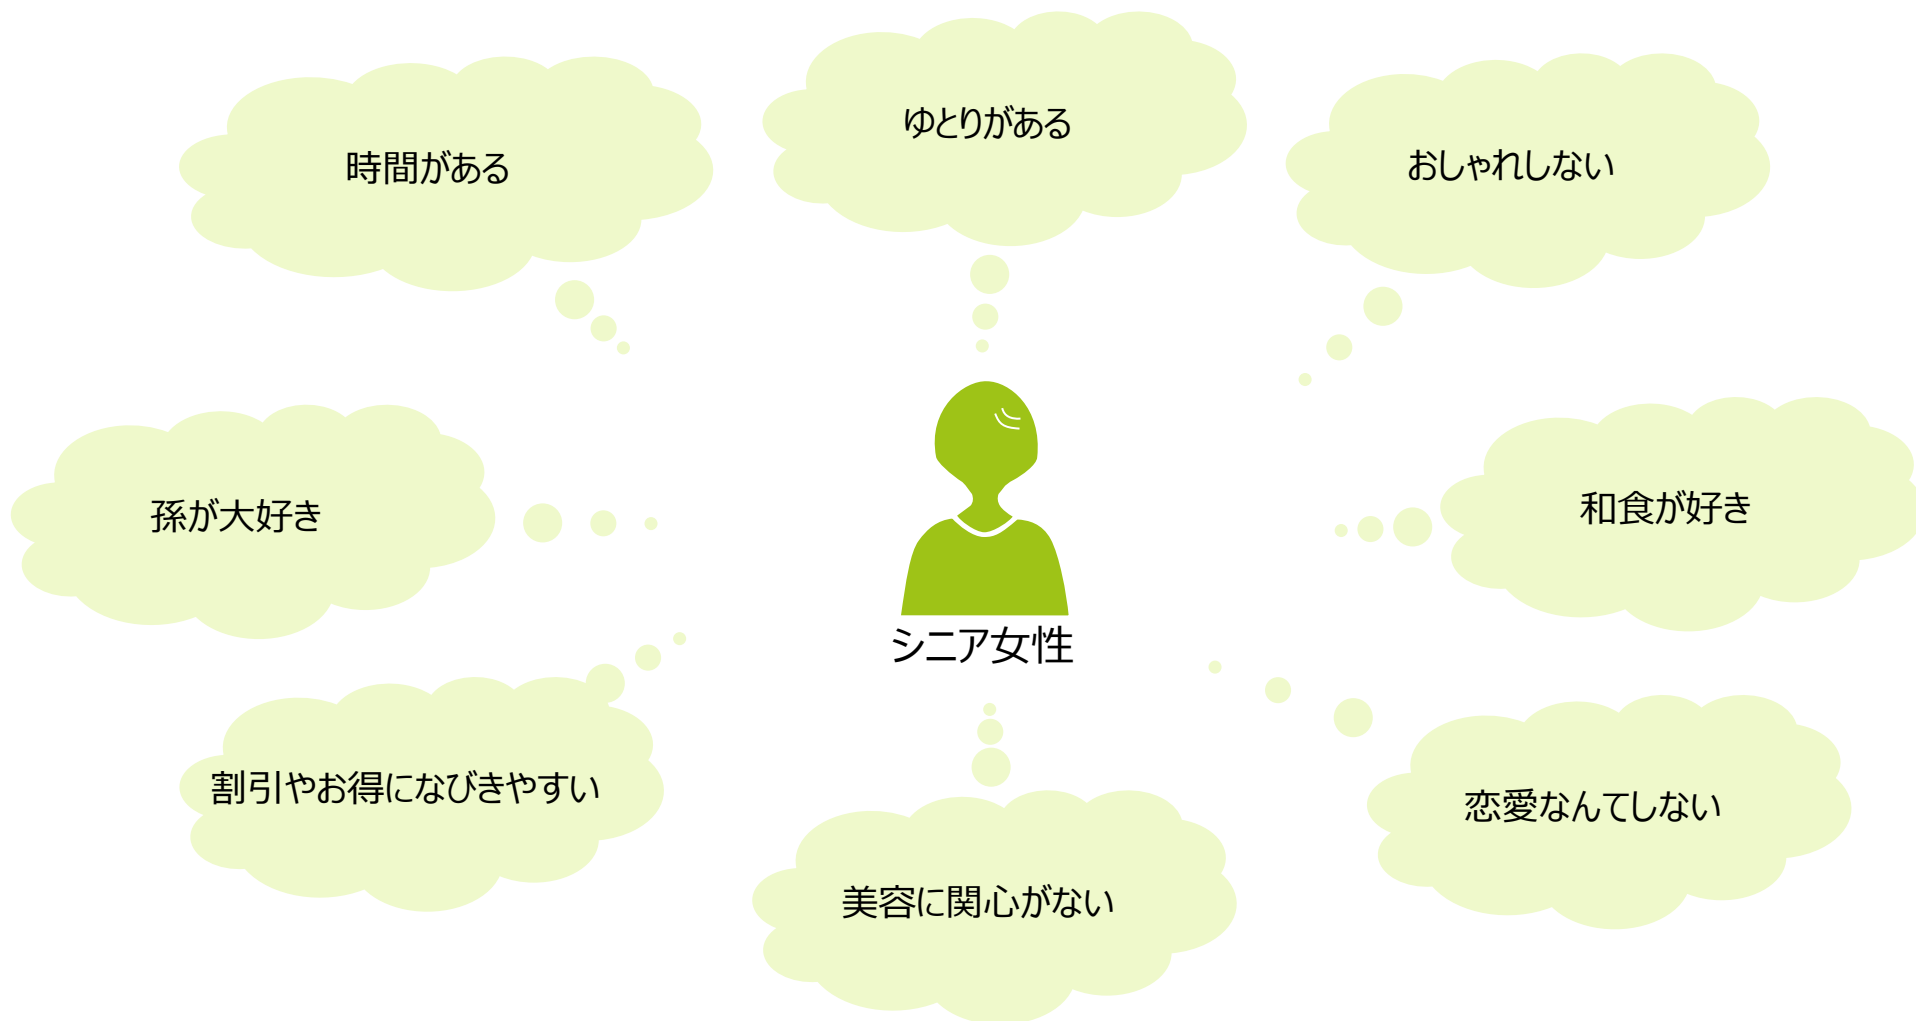 ゆとりがある
時間がある
おしゃれしない
孫が大好き
和食が好き
シニア女性
割引やお得になびきやすい
恋愛なんてしない
美容に関心がない